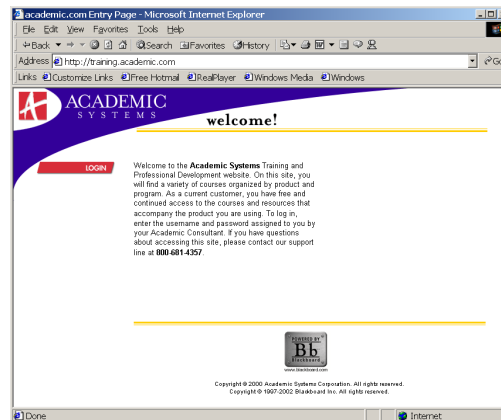 academic.com Entry Page - Microsoft Internet Explorer
File Edit View Favorites Tools Help
Back Search Favorites History
Address http://training.academic.com Go
Links Customize Links Free Hotmail RealPlayer Windows Media Windows
ACADEMIC
SYSTEMS
welcome!
LOGIN
Welcome to the Academic Systems Training and
Professional Development website. On this site, you
will find a variety of courses organized by product and
program. As a current customer, you have free and
continued access to the courses and resources that
accompany the product you are using. To log in,
enter the username and password assigned to you by
your Academic Consultant. If you have questions
about accessing this site, please contact our support
line at 800-681-4357.
POWERED BY
Bb
Blackboard
www.blackboard.com
Copyright © 2000 Academic Systems Corporation. All rights reserved.
Copyright © 1997-2002 Blackboard Inc. All rights reserved.
Done Internet